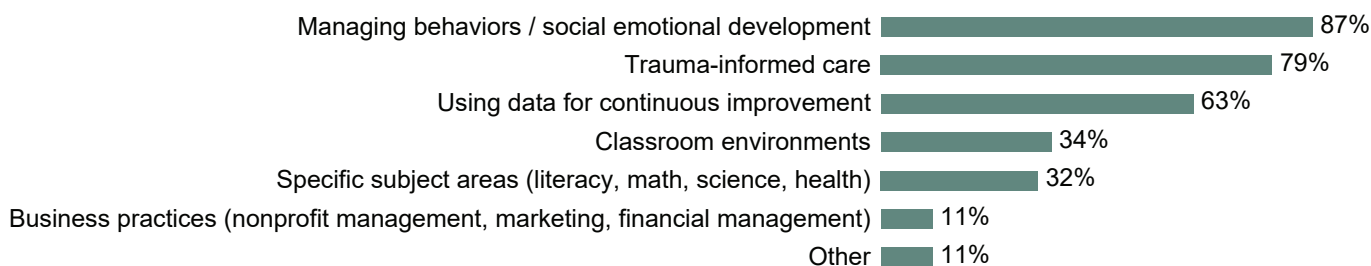 Managing behaviors / social emotional development 87%
Trauma-informed care 79%
Using data for continuous improvement 63%
Classroom environments 34%
Specific subject areas (literacy, math, science, health) 32%
Business practices (nonprofit management, marketing, financial management) 11%
Other 11%